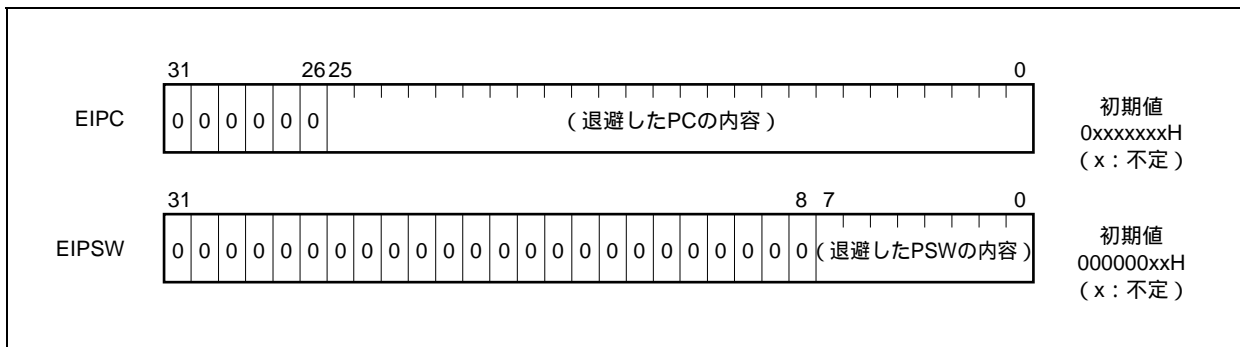 31 26 25 0
EIPC 0 0 0 0 0 0 (退避したPCの内容) 初期値
0xxxxxxxH
(x:不定)
31 8 7 0
EIPSW 0 0 0 0 0 0 0 0 0 0 0 0 0 0 0 0 0 0 0 0 0 0 0 0 (退避したPSWの内容) 初期値
000000xxH
(x:不定)